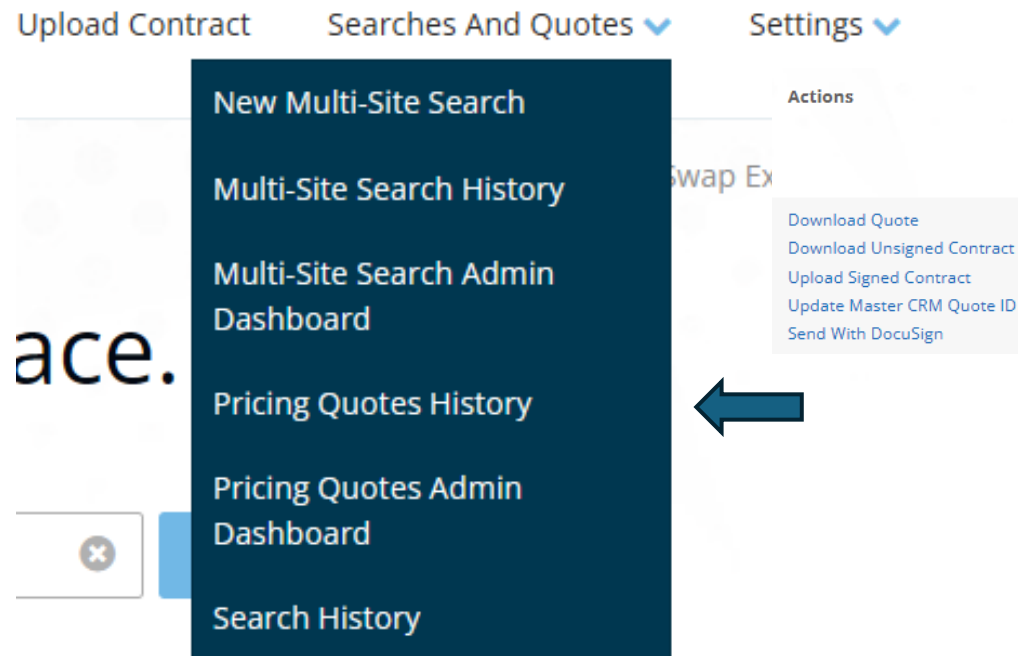 Upload Contract
Searches And Quotes
Settings
New Multi-Site Search
Multi-Site Search History
Multi-Site Search Admin
Dashboard
Pricing Quotes History
Pricing Quotes Admin
Dashboard
Search History
Swap Ex
ace.
Actions
Download Quote
Download Unsigned Contract
Upload Signed Contract
Update Master CRM Quote ID
Send With DocuSign